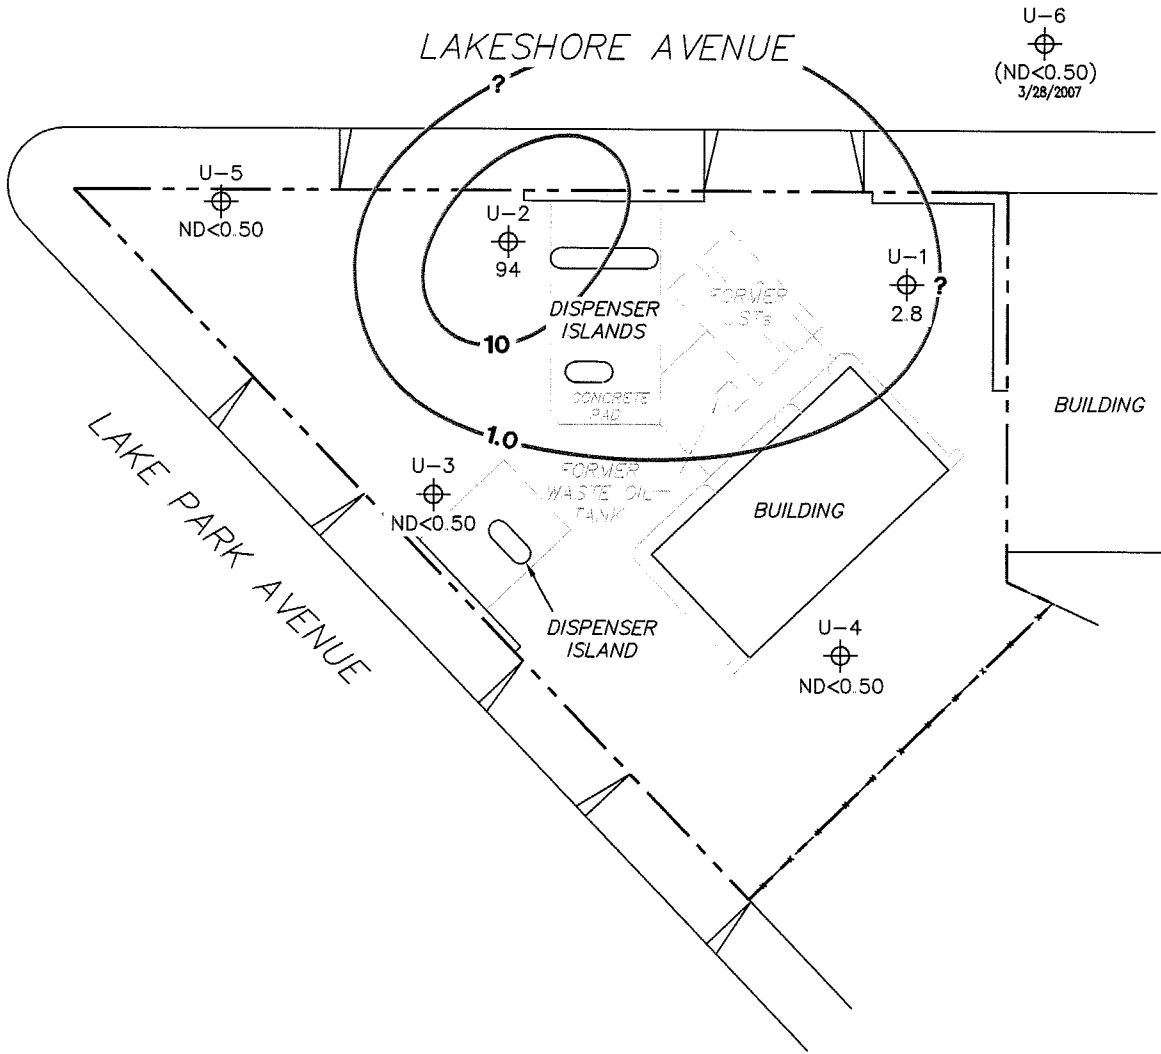 U-6
(ND<0.50)
3/28/2007
LAKESHORE AVENUE
?
U-5
ND<0.50
U-2
94
U-1
2.8
?
FORMER
USTs
DISPENSER
ISLANDS
10
CONCRETE
PAD
BUILDING
1.0
LAKE PARK AVENUE
U-3
ND<0.50
FORMER
WASTE OIL
TANK
BUILDING
DISPENSER
ISLAND
U-4
ND<0.50